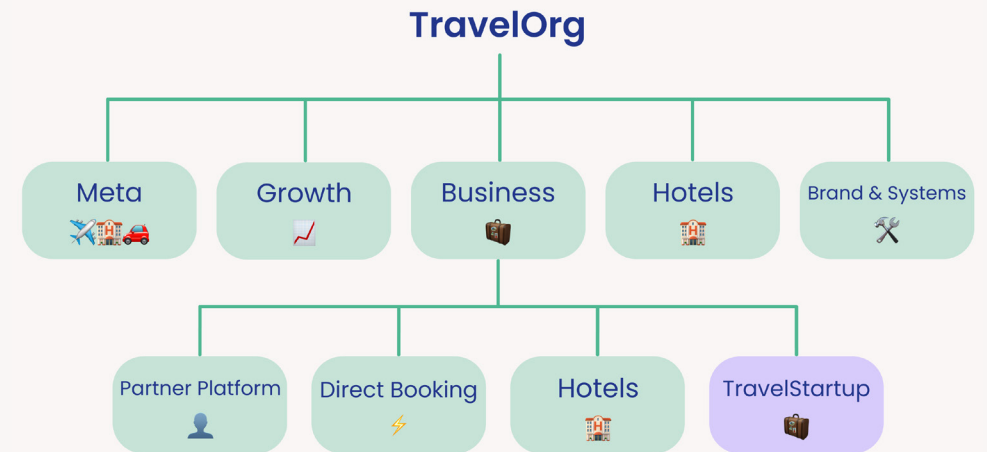 TravelOrg
Meta
Growth
Business
Hotels
Brand & Systems
Partner Platform
Direct Booking
Hotels
TravelStartup